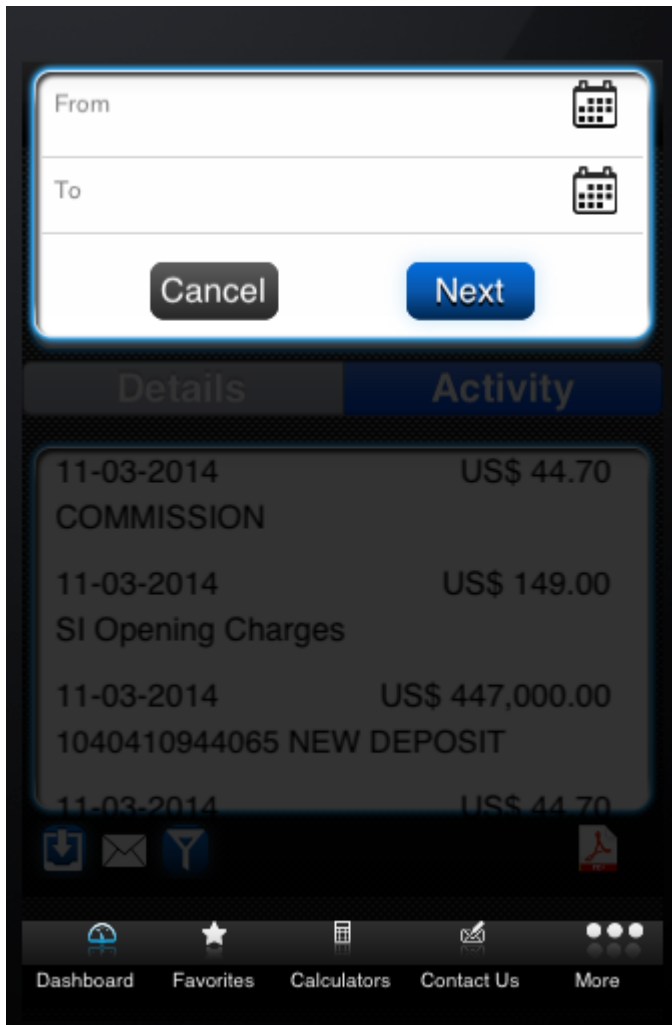 From
To
Cancel Next
Details Activity
11-03-2014 US$ 44.70
COMMISSION
11-03-2014 US$ 149.00
SI Opening Charges
11-03-2014 US$ 447,000.00
1040410944065 NEW DEPOSIT
11-03-2014 US$ 44.70
Dashboard Favorites Calculators Contact Us More